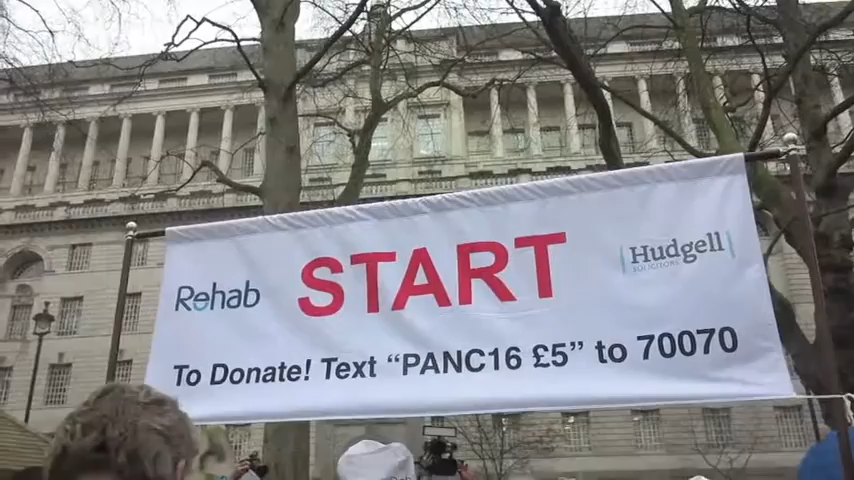 Rehab START Hudgell
SOLICITORS
To Donate! Text “PANC16 £5” to 70070